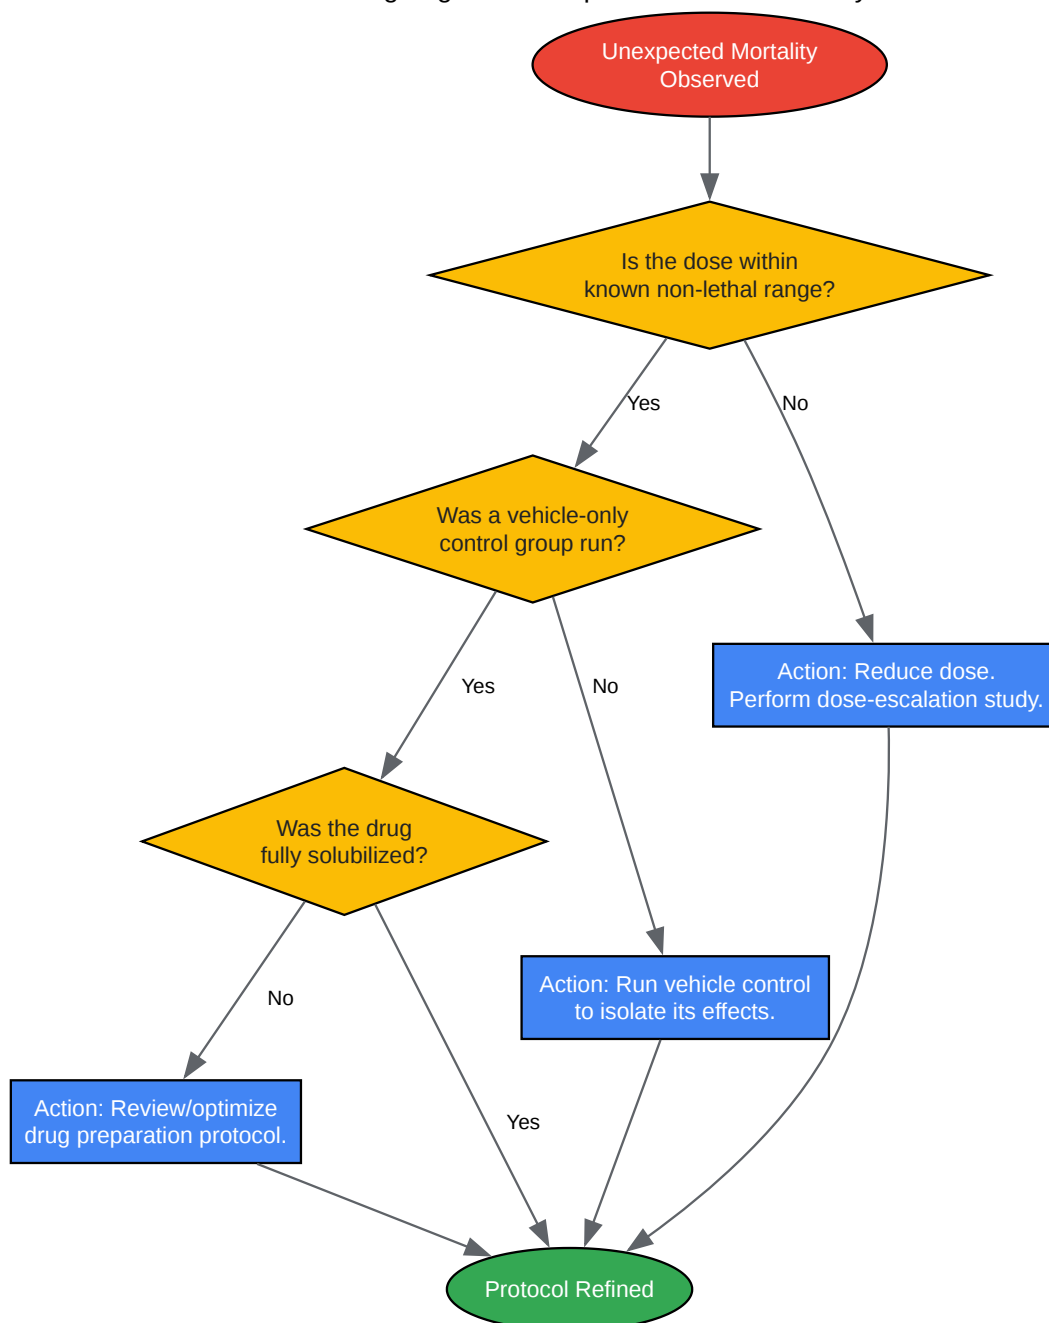 Unexpected Mortality
Observed
Is the dose within
known non-lethal range?
Yes
No
Was a vehicle-only
control group run?
Yes
No
Action: Reduce dose.
Perform dose-escalation study.
Was the drug
fully solubilized?
No
Yes
Action: Run vehicle control
to isolate its effects.
Action: Review/optimize
drug preparation protocol.
Protocol Refined